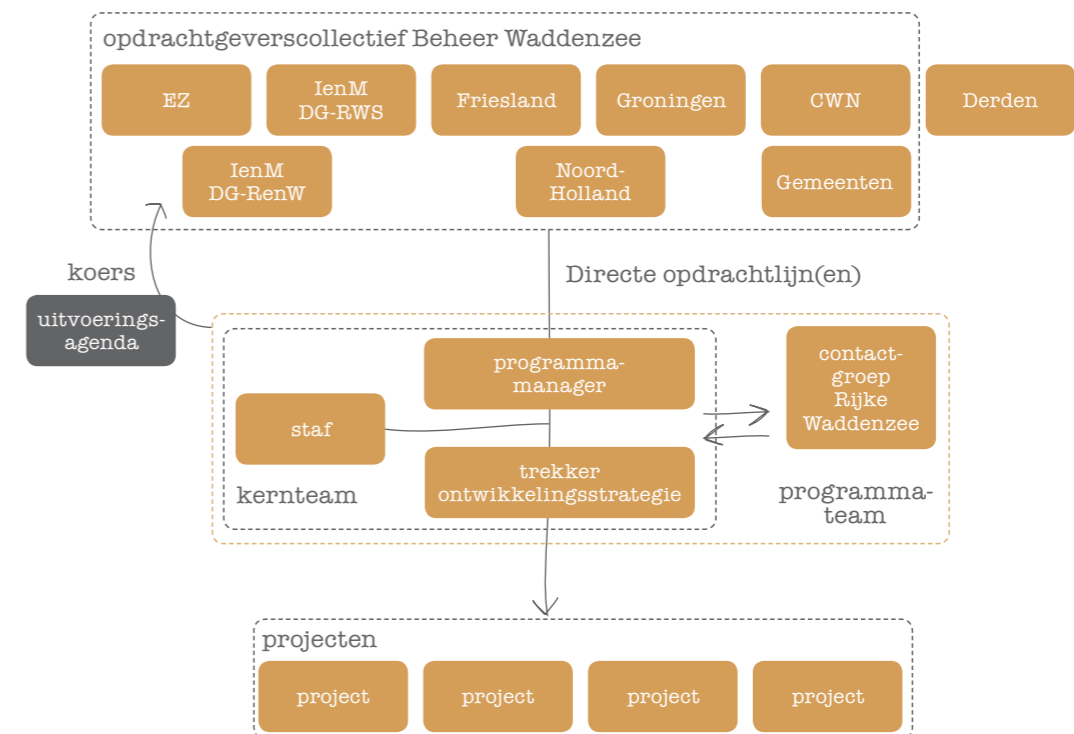 opdrachtgeverscollectief Beheer Waddenzee
EZ
IenM
DG-RWS
Friesland
Groningen
CWN
Derden
IenM
DG-RenW
Noord-
Holland
Gemeenten
koers
Directe opdrachtlijn(en)
uitvoerings-
agenda
programma-
manager
contact-
groep
Rijke
Waddenzee
staf
trekker
ontwikkelingsstrategie
kernteam
programma-
team
projecten
project
project
project
project